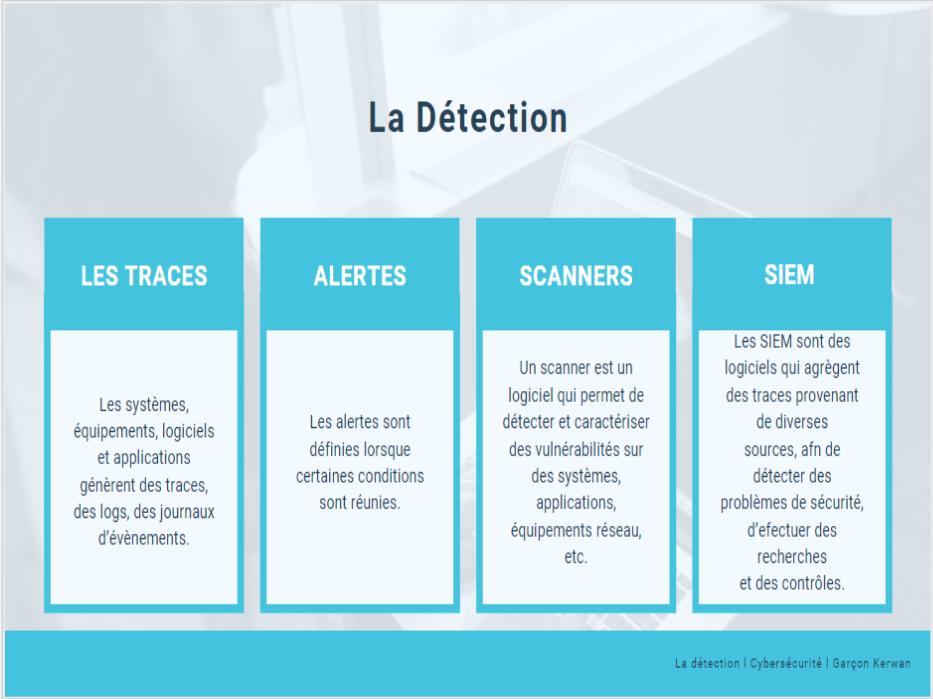 La Détection
LES TRACES
Les systèmes,
équipements, logiciels
et applications
génèrent des traces,
des logs, des journaux
d'évènements.
ALERTES
Les alertes sont
définies lorsque
certaines conditions
sont réunies.
SCANNERS
Un scanner est un
logiciel qui permet de
détecter et caractériser
des vulnérabilités sur
des systèmes,
applications,
équipements réseau,
etc.
SIEM
Les SIEM sont des
logiciels qui agrègent
des traces provenant
de diverses
sources, afn de
détecter des
problèmes de sécurité,
d'efectuer des
recherches
et des contrôles.
La détection | Cybersécurité | Garçon Kerwan